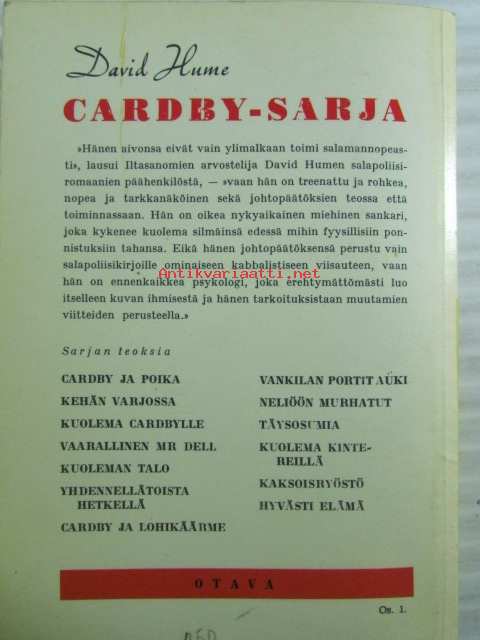 David Hume
CARDBY-SARJA
»Hänen aivonsa eivät vain ylimalkaan toimi salamannopeas-
ti», lausui Iltasanomien arvostelija David Humen salapoliisi-
romaanien päähenkilöstä, — »vaan hän on treenattu ja rohkea,
nopea ja tarkkanäköinen sekä johtopäätöksien teossa että
toiminnassaan. Hän on oikea nykyaikainen miehinen sankari,
joka kykenee kuolema silmäinsä edessä mihin fyysillisiin pon-
nistuksiin tahansa. Eikä hänen johtopäätöksensä perustu vain
salapoliisikirjoille ominaiseen kabbalistiseen viisauteen, vaan
Antikvariaatti.net
hän on ennenkaikkea psykologi, joka erehtymättömästi luo
itselleen kuvan ihmisestä ja hänen tarkoituksistaan muutamien
viitteiden perusteella.»
Sarjan teoksia
CARDBY JA POIKA
KEHÄN VARJOSSA
KUOLEMA CARDBYLLE
VAARALLINEN MR DELL
KUOLEMAN TALO
YHDENNELLÄTOISTA
HETKELLÄ
CARDBY JA LOHIKÄÄRME
VANKILAN PORTIT AUKI
NELIÖÖN MURHATUT
TÄYSOSUMIA
KUOLEMA KINTE-
REILLÄ
KAKSOISRYÖSTÖ
HYVÄSTI ELÄMÄ
OTAVA
Os. 1.